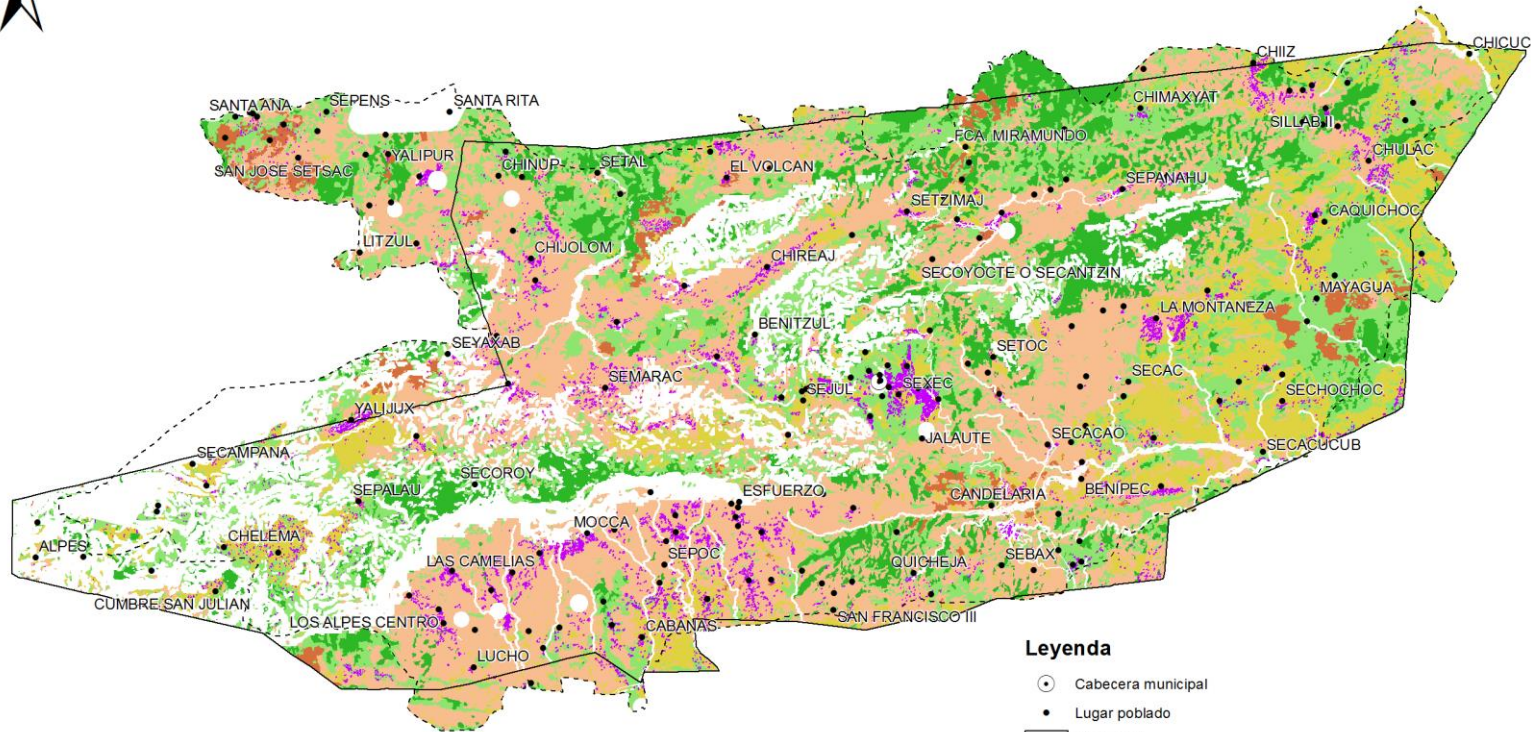 CHICUC
CHIIZ
SANTA ANA
SEPENS
SANTA RITA
CHIMAXYAT
SILLAB II
FCA. MIRAMUNDO
YALIPUR
CHINUP
SETAL
EL VOLCAN
CHULAC
SAN JOSE SETSAC
SEPANAHU
SETZIMAJ
CAQUICHOC
LITZUL
CHIJOLOM
CHIREAJ
SECOYOCTE O SECANTZIN
MAYAGUA
LA MONTANEZA
BENITZUL
SEYAXAB
SETOC
SEMARAC
SEJUL
SEXEC
SECAC
SECHOCHOC
YALIJUX
JALAUTE
SECACAO
SECACUCUB
SECAMPANA
SECOROY
SEPALAU
ESFUERZO
CANDELARIA
BENIPEC
MOCCA
CHELEMA
ALPES
LAS CAMELIAS
SEPOC
QUICHEJA
SEBAX
CUMBRE SAN JULIAN
LOS ALPES CENTRO
CABANAS
SAN FRANCISCO III
LUCHO
Leyenda
Cabecera municipal
Lugar poblado